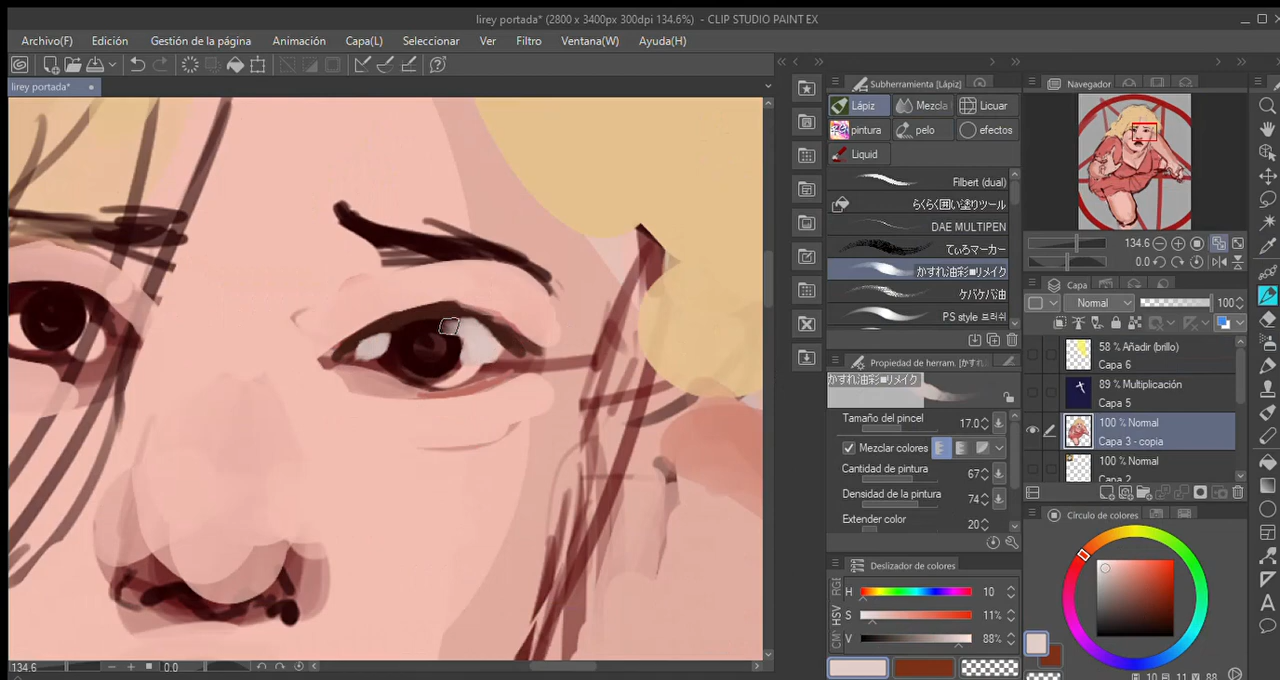 lirey portada* (2800 x 3400px 300dpi 134.6%) - CLIP STUDIO PAINT EX
Archivo(F) Edición Gestión de la página Animación Capa(L) Seleccionar Ver Filtro Ventana(W) Ayuda(H)
lirey portada*
Subherramienta [Lápiz]
Lápiz Mezcla Licuar
pintura pelo efectos
Liquid
Filbert (dual)
らくらく囲い塗りツール
DAE MULTIPEN
てぃろマーカー
かすれ油彩■リメイク
ケバケバ油
PS style 브러쉬
Propiedad de herram. [かすれ
かすれ油彩■リメイク
Tamaño del pincel 17.0
Mezclar colores
Cantidad de pintura 67
Densidad de la pintura 74
Extender color 20
Deslizador de colores
RGB
HSV
CM
H 10
S 11%
V 88%
Navegador
134.6
0.0
Capa
Normal 100
58 % Añadir (brillo)
Capa 6
89 % Multiplicación
Capa 5
100 % Normal
Capa 3 - copia
100 % Normal
Capa 2
Círculo de colores
H 10 S 11 V 88
134.6 0.0